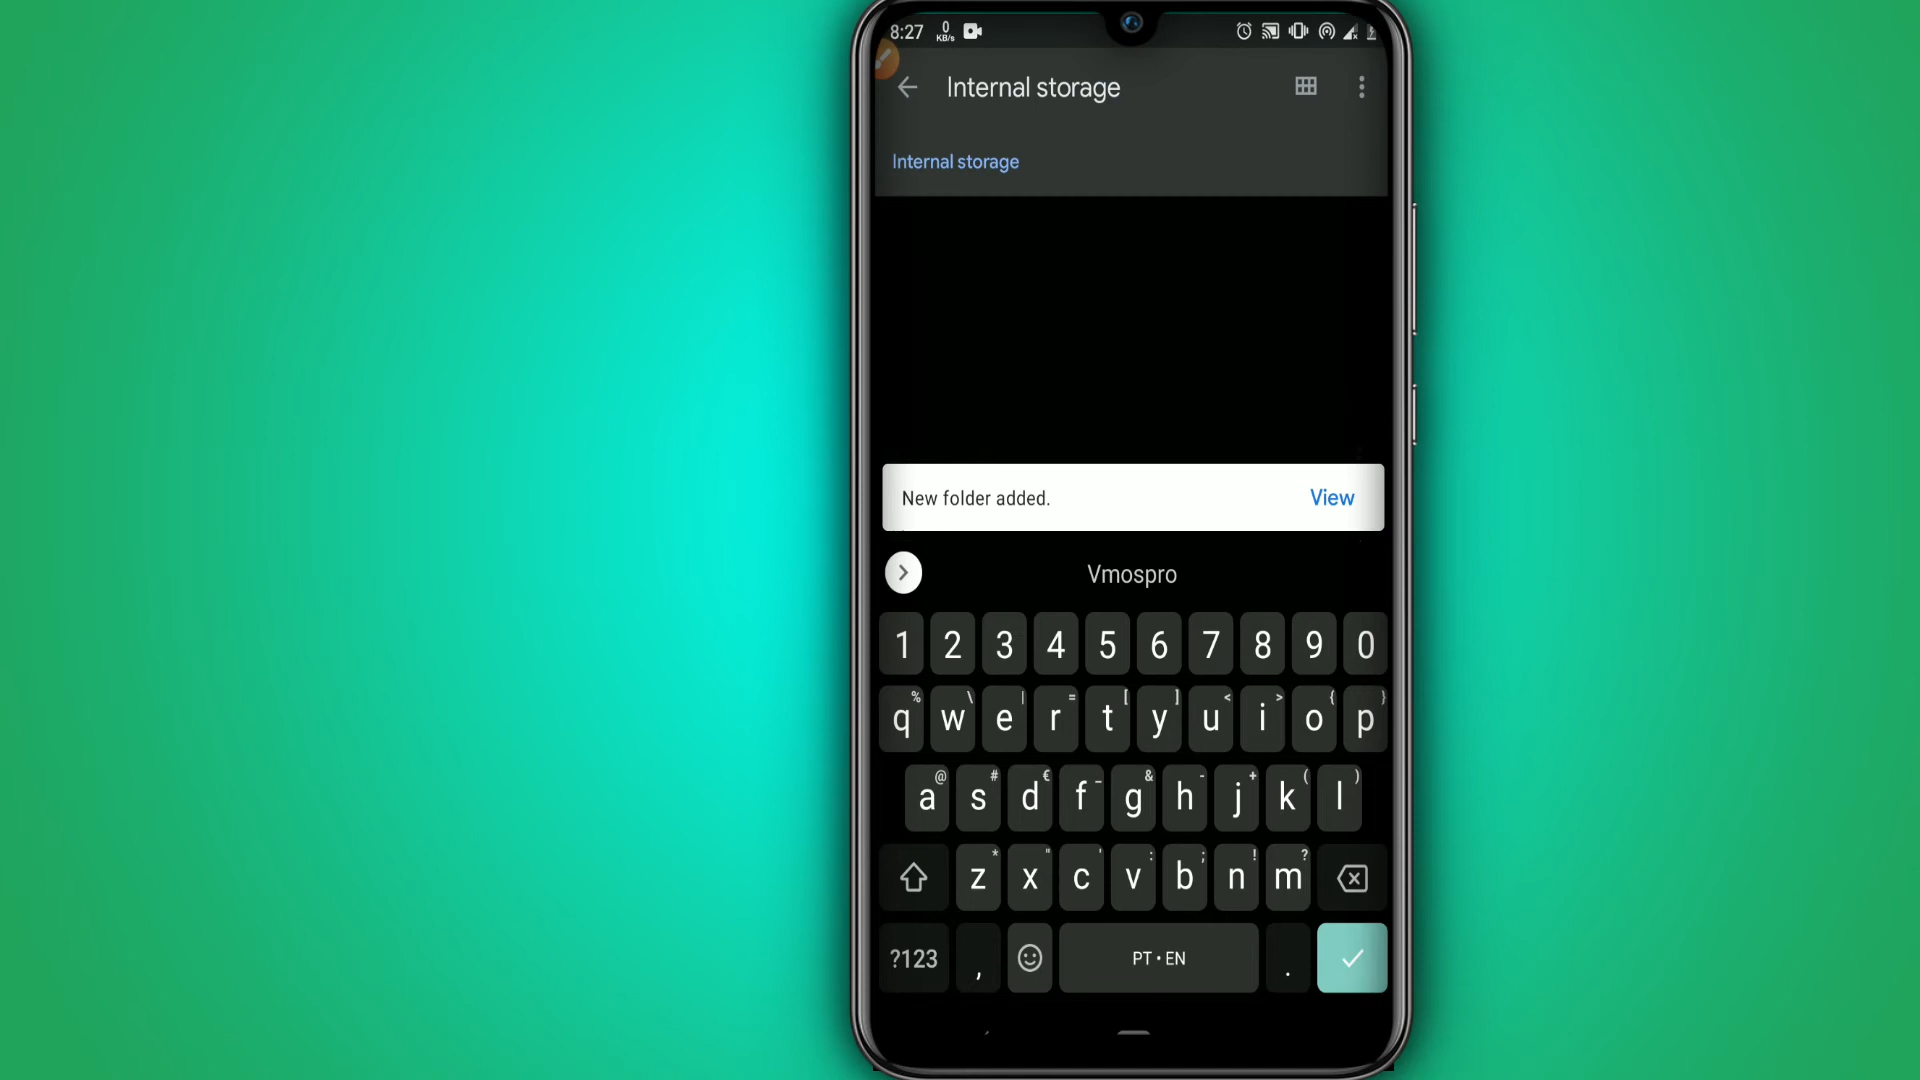 8:27 0 KB/s
Internal storage
Internal storage
New folder added. View
Vmospro
1 2 3 4 5 6 7 8 9 0
% \ | = [ ] < > { }
q w e r t y u i o p
@ # € _ & - + ( )
a s d f g h j k l
* " ' : ; ! ?
z x c v b n m
?123 , PT • EN .